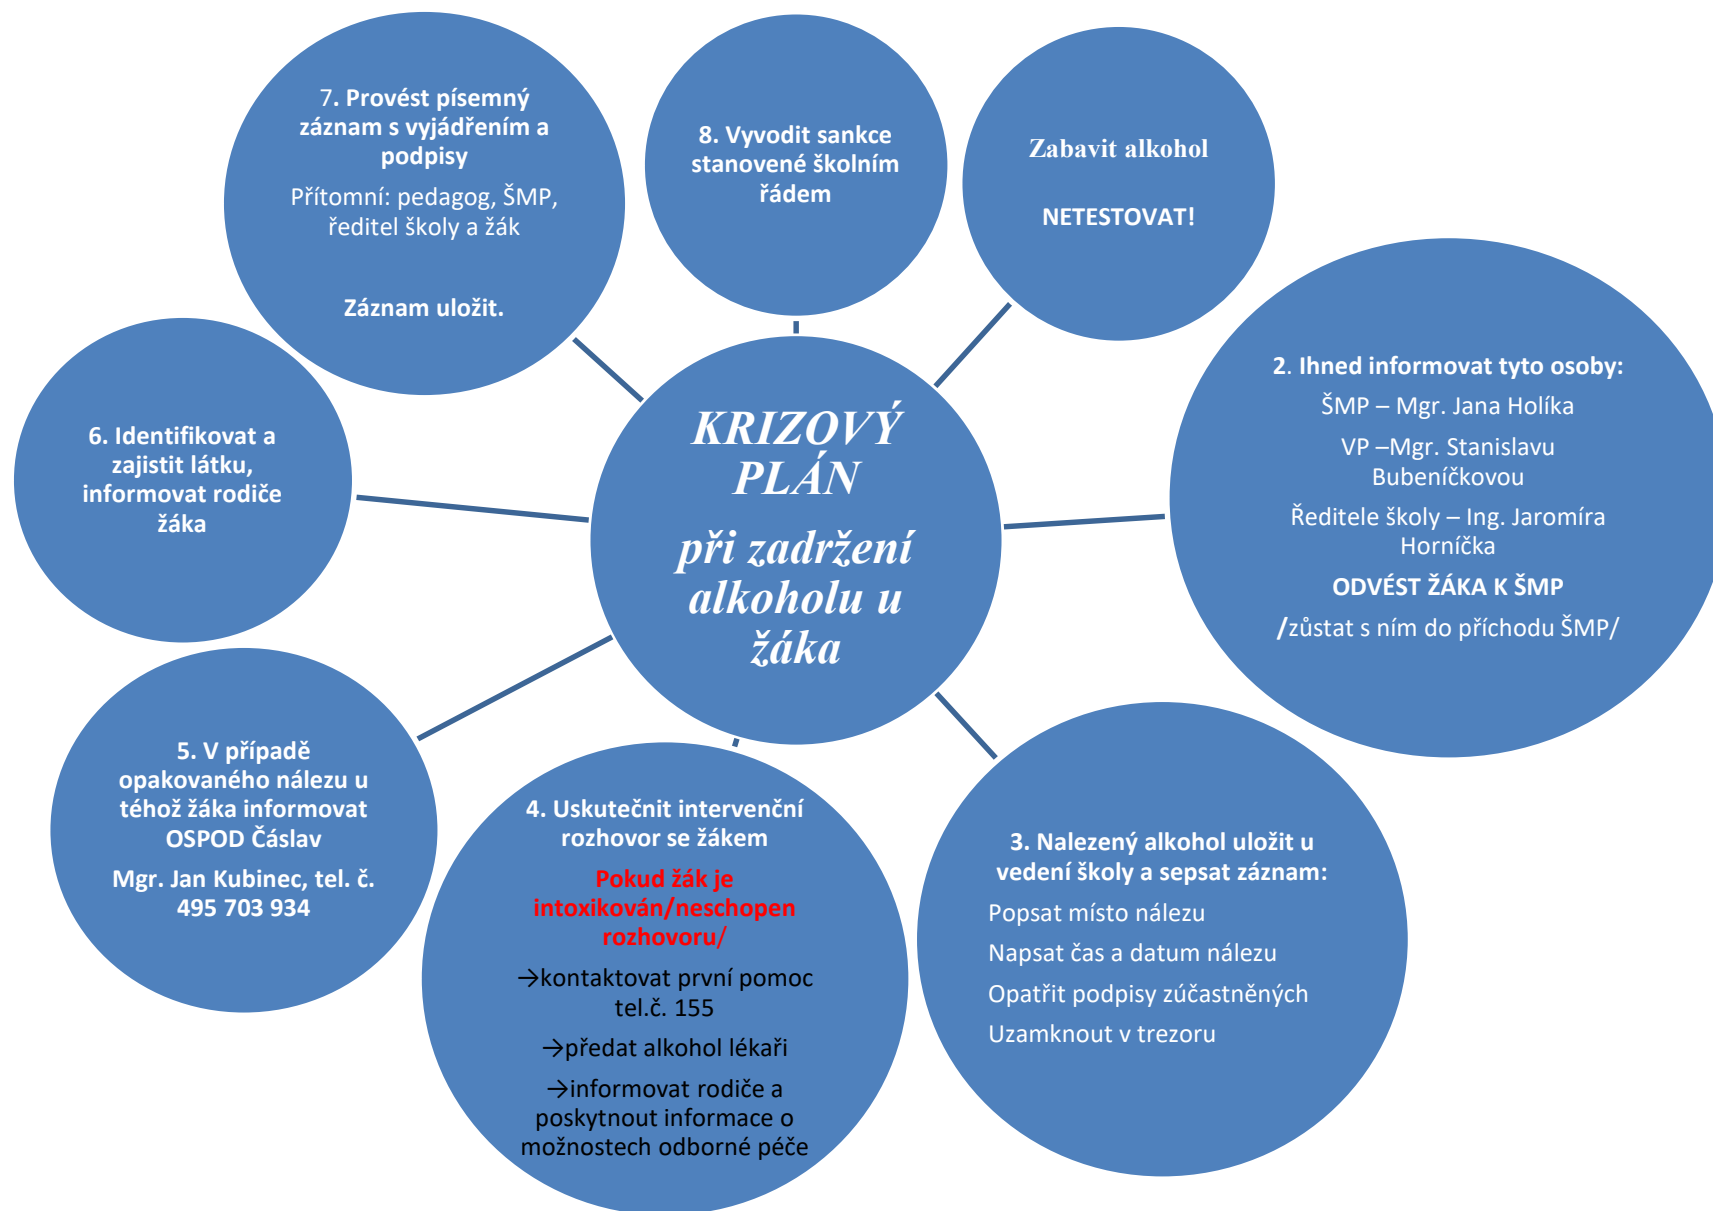 KRIZOVÝ
PLÁN
při zadržení
alkoholu u
žáka
Zabavit alkohol
NETESTOVAT!
2. Ihned informovat tyto osoby:
ŠMP – Mgr. Jana Holíka
VP –Mgr. Stanislavu
Bubeníčkovou
Ředitele školy – Ing. Jaromíra
Horníčka
ODVÉST ŽÁKA K ŠMP
/zůstat s ním do příchodu ŠMP/
3. Nalezený alkohol uložit u
vedení školy a sepsat záznam:
Popsat místo nálezu
Napsat čas a datum nálezu
Opatřit podpisy zúčastněných
Uzamknout v trezoru
4. Uskutečnit intervenční
rozhovor se žákem
Pokud žák je
intoxikován/neschopen
rozhovoru/
→kontaktovat první pomoc
tel.č. 155
→předat alkohol lékaři
→informovat rodiče a
poskytnout informace o
možnostech odborné péče
5. V případě
opakovaného nálezu u
téhož žáka informovat
OSPOD Čáslav
Mgr. Jan Kubinec, tel. č.
495 703 934
6. Identifikovat a
zajistit látku,
informovat rodiče
žáka
7. Provést písemný
záznam s vyjádřením a
podpisy
Přítomní: pedagog, ŠMP,
ředitel školy a žák
Záznam uložit.
8. Vyvodit sankce
stanovené školním
řádem